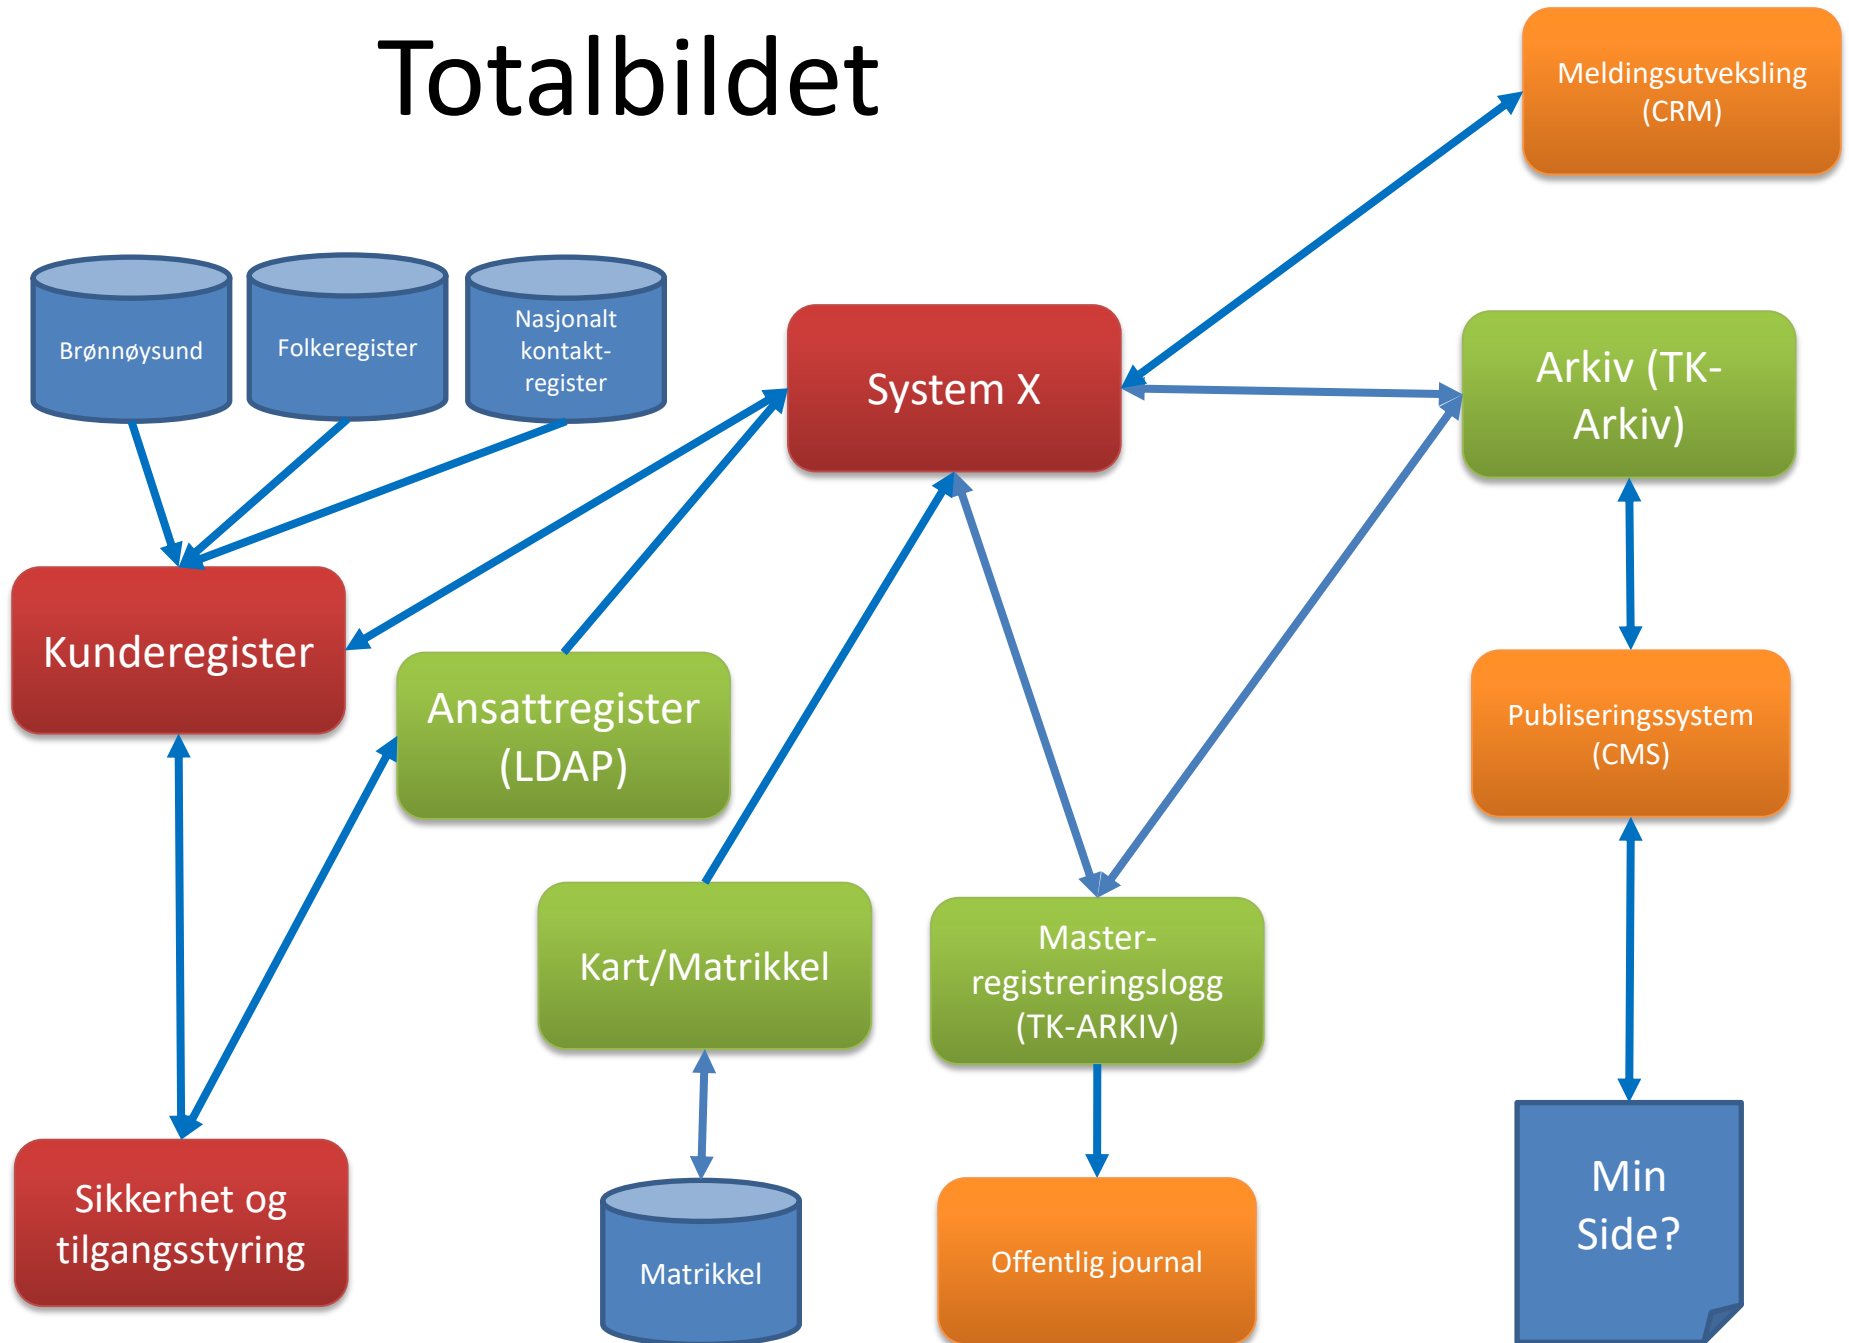 Totalbildet
Meldingsutveksling
(CRM)
Brønnøysund
Folkeregister
Nasjonalt
kontakt-
register
System X
Arkiv (TK-
Arkiv)
Kunderegister
Ansattregister
(LDAP)
Publiseringssystem
(CMS)
Kart/Matrikkel
Master-
registreringslogg
(TK-ARKIV)
Sikkerhet og
tilgangsstyring
Matrikkel
Offentlig journal
Min
Side?